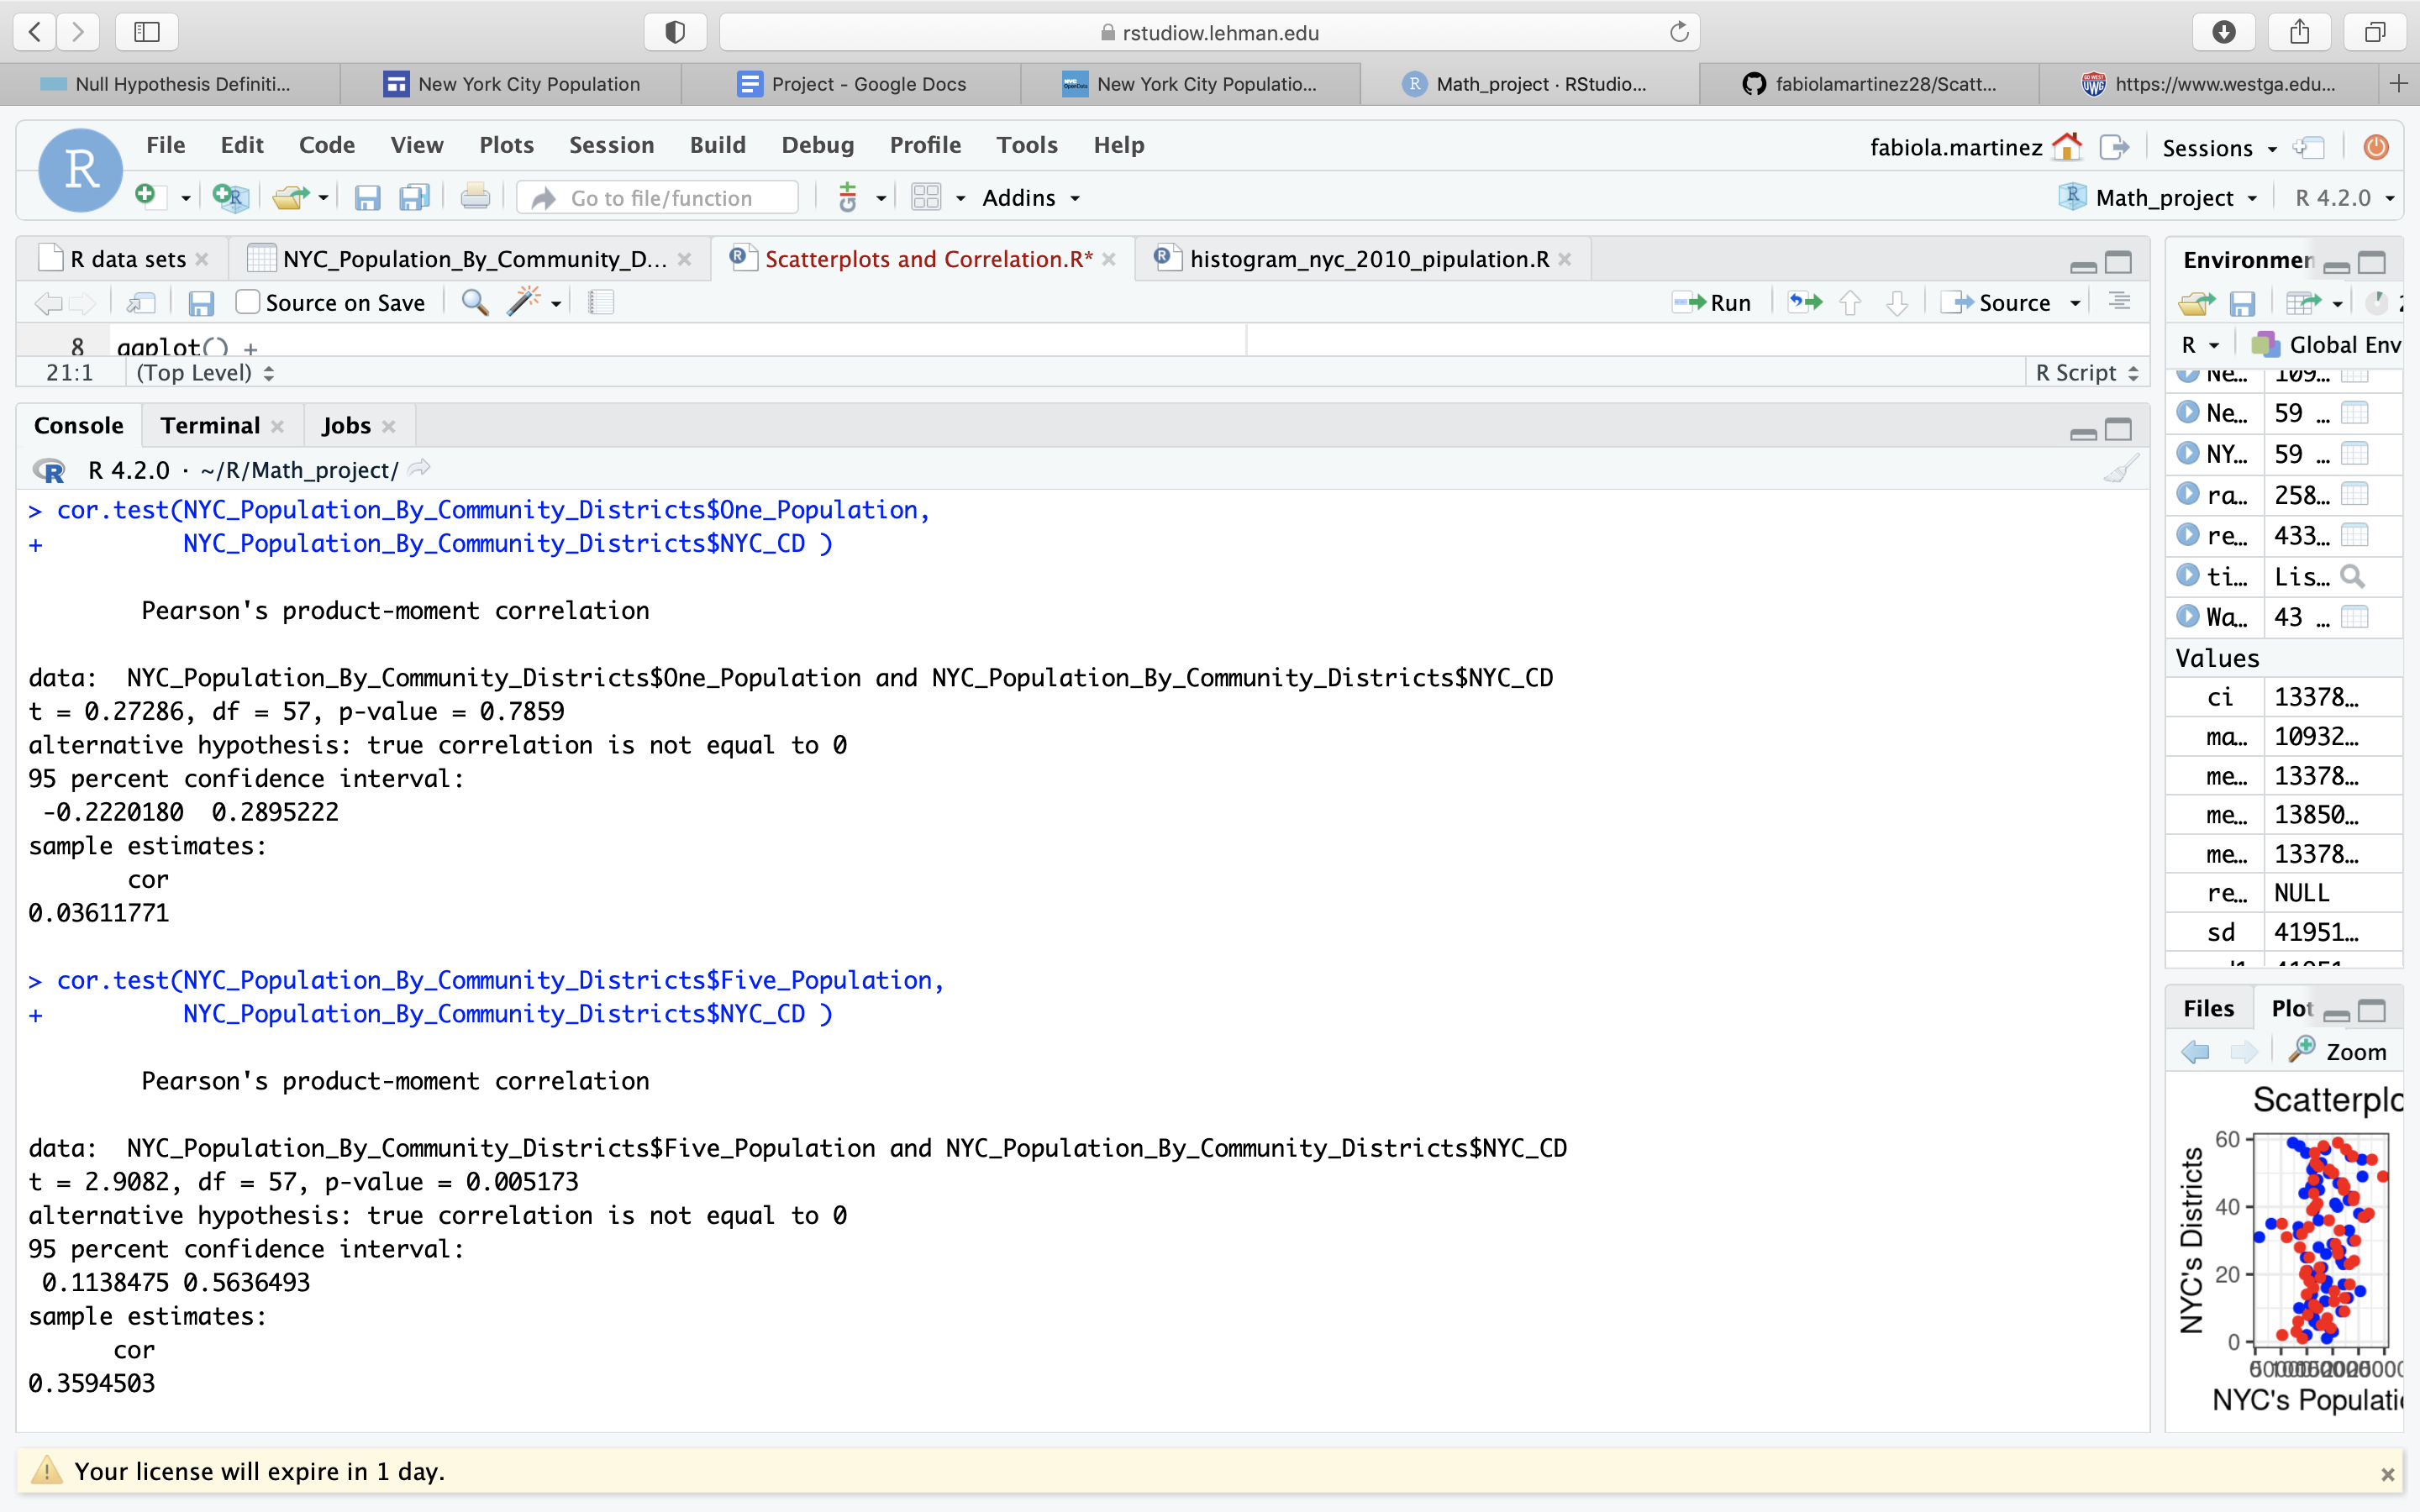 rstudiow.lehman.edu
Null Hypothesis Definiti...
New York City Population
Project - Google Docs
New York City Populatio...
Math_project · RStudio...
fabiolamartinez28/Scatt...
https://www.westga.edu...
File Edit Code View Plots Session Build Debug Profile Tools Help
fabiola.martinez
Sessions
Go to file/function
Addins
Math_project
R 4.2.0
R data sets
NYC_Population_By_Community_D...
Scatterplots and Correlation.R*
histogram_nyc_2010_pipulation.R
Source on Save
Run
Source
8 ggplot() +
21:1 (Top Level)
R Script
Console Terminal Jobs
R 4.2.0 · ~/R/Math_project/
> cor.test(NYC_Population_By_Community_Districts$One_Population,
+ NYC_Population_By_Community_Districts$NYC_CD )
Pearson's product-moment correlation
data: NYC_Population_By_Community_Districts$One_Population and NYC_Population_By_Community_Districts$NYC_CD
t = 0.27286, df = 57, p-value = 0.7859
alternative hypothesis: true correlation is not equal to 0
95 percent confidence interval:
-0.2220180 0.2895222
sample estimates:
cor
0.03611771
> cor.test(NYC_Population_By_Community_Districts$Five_Population,
+ NYC_Population_By_Community_Districts$NYC_CD )
Pearson's product-moment correlation
data: NYC_Population_By_Community_Districts$Five_Population and NYC_Population_By_Community_Districts$NYC_CD
t = 2.9082, df = 57, p-value = 0.005173
alternative hypothesis: true correlation is not equal to 0
95 percent confidence interval:
0.1138475 0.5636493
sample estimates:
cor
0.3594503
Environmen
R
Global Env
Ne... 109...
Ne... 59 ...
NY... 59 ...
ra... 258...
re... 433...
ti... Lis...
Wa... 43 ...
Values
ci 13378...
ma... 10932...
me... 13378...
me... 13850...
me... 13378...
re... NULL
sd 41951...
Files Plot
Zoom
Scatterplo
NYC's Districts
60
40
20
0
NYC's Populati
Your license will expire in 1 day.